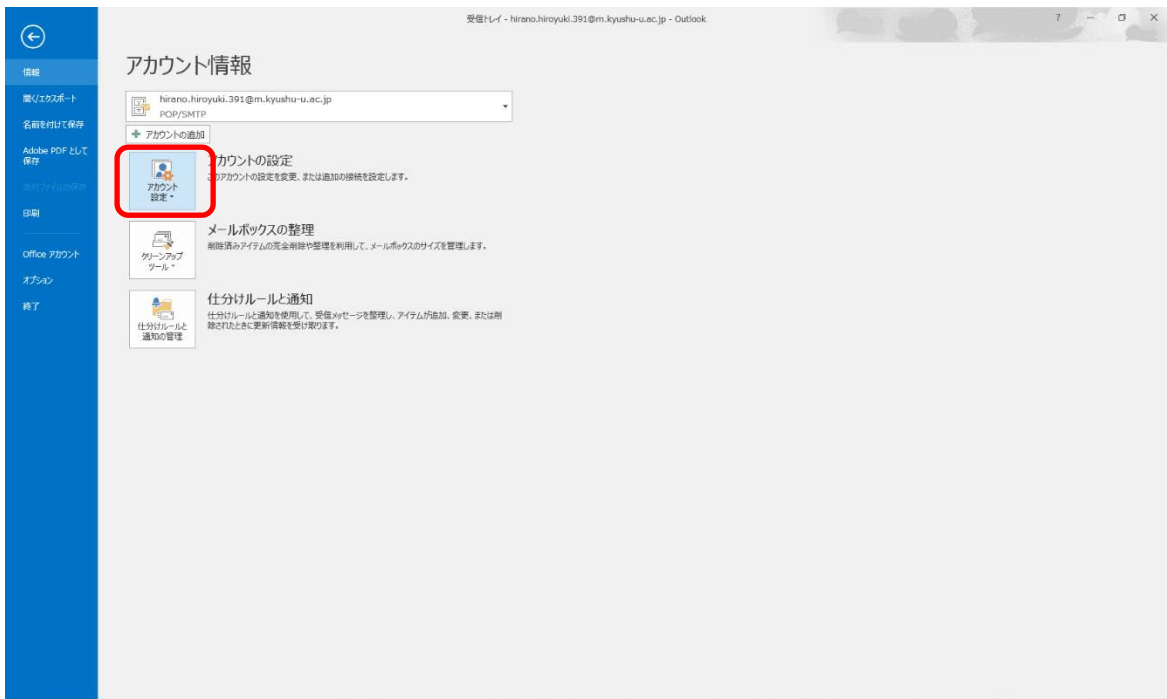 受信トレイ - hirano.hiroyuki.391@m.kyushu-u.ac.jp - Outlook
?
情報
開く/エクスポート
名前を付けて保存
Adobe PDF として
保存
添付ファイルの保存
印刷
Office アカウント
オプション
終了
アカウント情報
hirano.hiroyuki.391@m.kyushu-u.ac.jp
POP/SMTP
アカウントの追加
アカウント
設定
アカウントの設定
このアカウントの設定を変更、または追加の接続を設定します。
クリーンアップ
ツール
メールボックスの整理
削除済みアイテムの完全削除や整理を利用して、メールボックスのサイズを管理します。
仕分けルールと
通知の管理
仕分けルールと通知
仕分けルールと通知を使用して、受信メッセージを整理し、アイテムが追加、変更、または削
除されたときに更新情報を受け取ります。